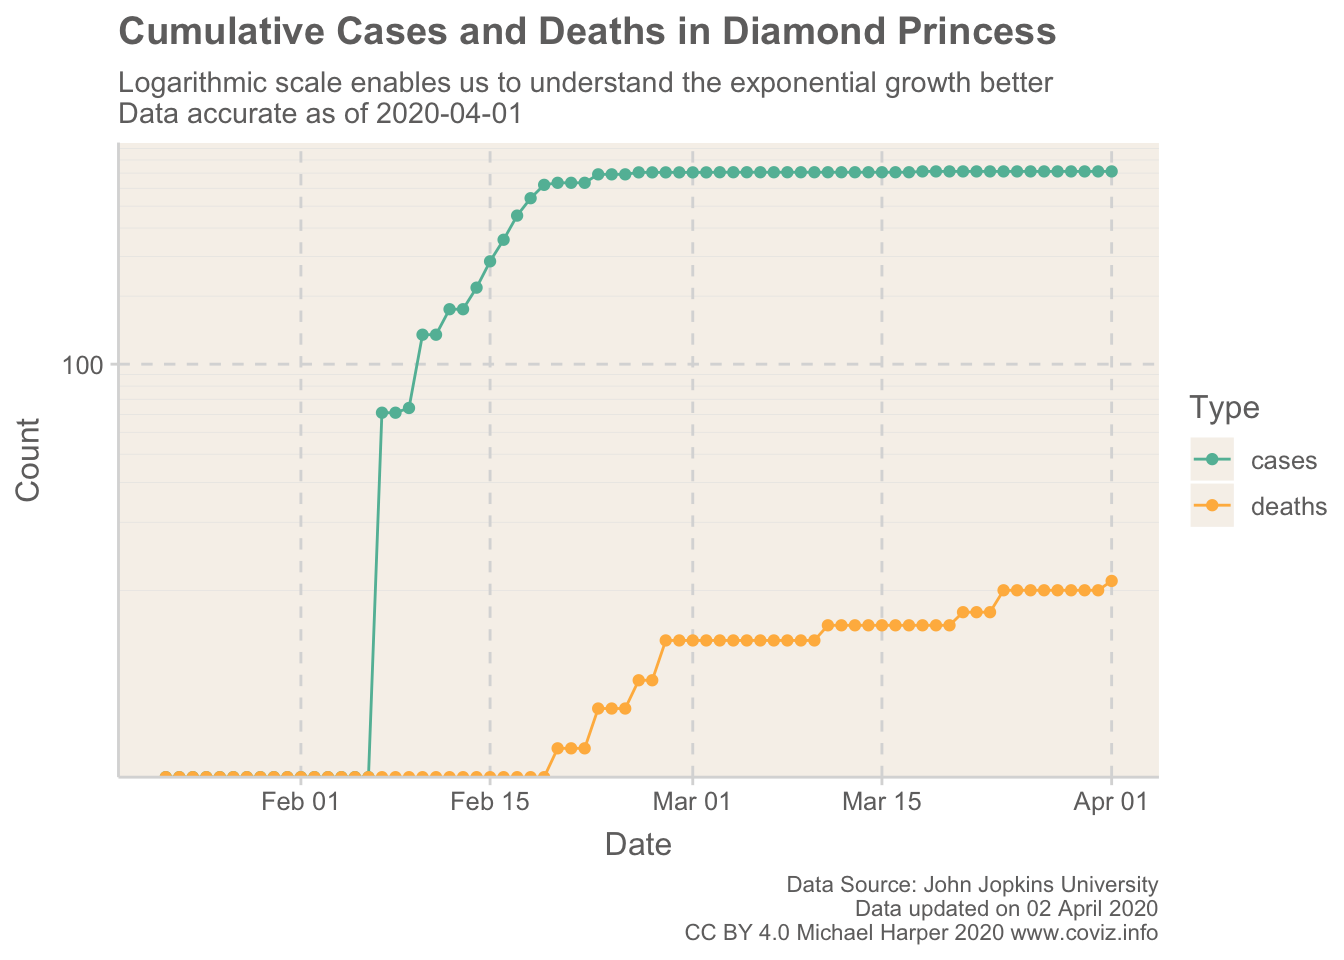 Cumulative Cases and Deaths in Diamond Princess
Logarithmic scale enables us to understand the exponential growth better
Data accurate as of 2020-04-01
100
Count
Feb 01
Feb 15
Mar 01
Mar 15
Apr 01
Date
Type
cases
deaths
Data Source: John Jopkins University
Data updated on 02 April 2020
CC BY 4.0 Michael Harper 2020 www.coviz.info